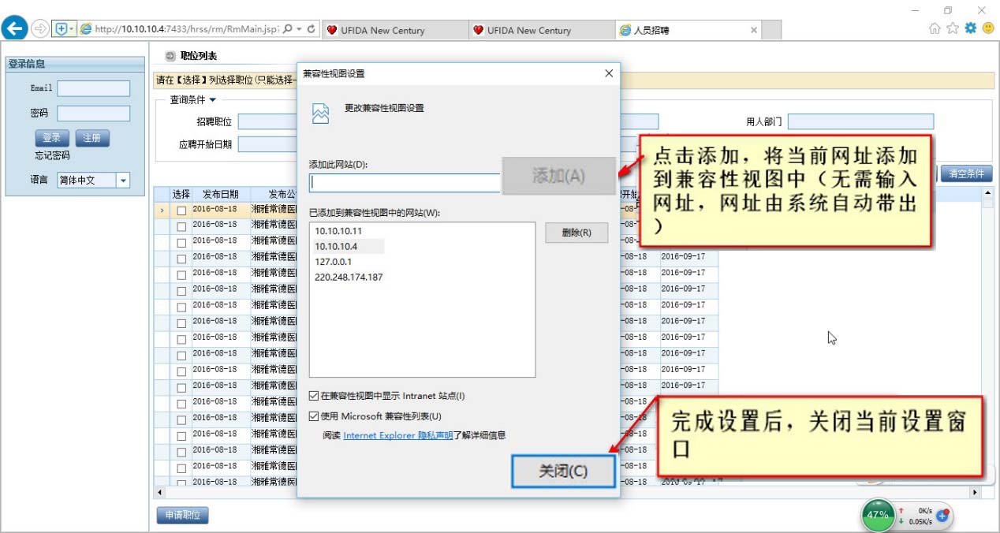 http://10.10.10.4:7433/hrss/rm/RmMain.jsp
UFIDA New Century
UFIDA New Century
人员招聘
登录信息
Email
密码
登录
注册
忘记密码
语言
简体中文
职位列表
请在【选择】列选择职位(只能选择
查询条件
招聘职位
用人部门
应聘开始日期
清空条件
选择
发布日期
发布公
开始
2016-08-18 湘雅常德医
2016-08-18 湘雅常德医
2016-08-18 湘雅常德医
2016-08-18 湘雅常德医 -08-18 2016-09-17
2016-08-18 湘雅常德医 -08-18 2016-09-17
2016-08-18 湘雅常德医 -08-18 2016-09-17
2016-08-18 湘雅常德医 -08-18 2016-09-17
2016-08-18 湘雅常德医 -08-18 2016-09-17
2016-08-18 湘雅常德医 -08-18 2016-09-17
2016-08-18 湘雅常德医 -08-18 2016-09-17
2016-08-18 湘雅常德医 -08-18 2016-09-17
2016-08-18 湘雅常德医 -08-18 2016-09-17
2016-08-18 湘雅常德医 -08-18
2016-08-18 湘雅常德医 -08-18
2016-08-18 湘雅常德医 -08-18
2016-08-18 湘雅常德医 -08-18
2016-08-18 湘雅常德医 -08-18
2016-08-18 湘雅常德医 -08-18
申请职位
兼容性视图设置
更改兼容性视图设置
添加此网站(D):
添加(A)
已添加到兼容性视图中的网站(W):
10.10.10.11
10.10.10.4
127.0.0.1
220.248.174.187
删除(R)
在兼容性视图中显示 Intranet 站点(I)
使用 Microsoft 兼容性列表(U)
阅读 Internet Explorer 隐私声明了解详细信息
关闭(C)
点击添加，将当前网址添加
到兼容性视图中（无需输入
网址，网址由系统自动带出
）
完成设置后，关闭当前设置窗
口
47%
0K/s
0.05K/s